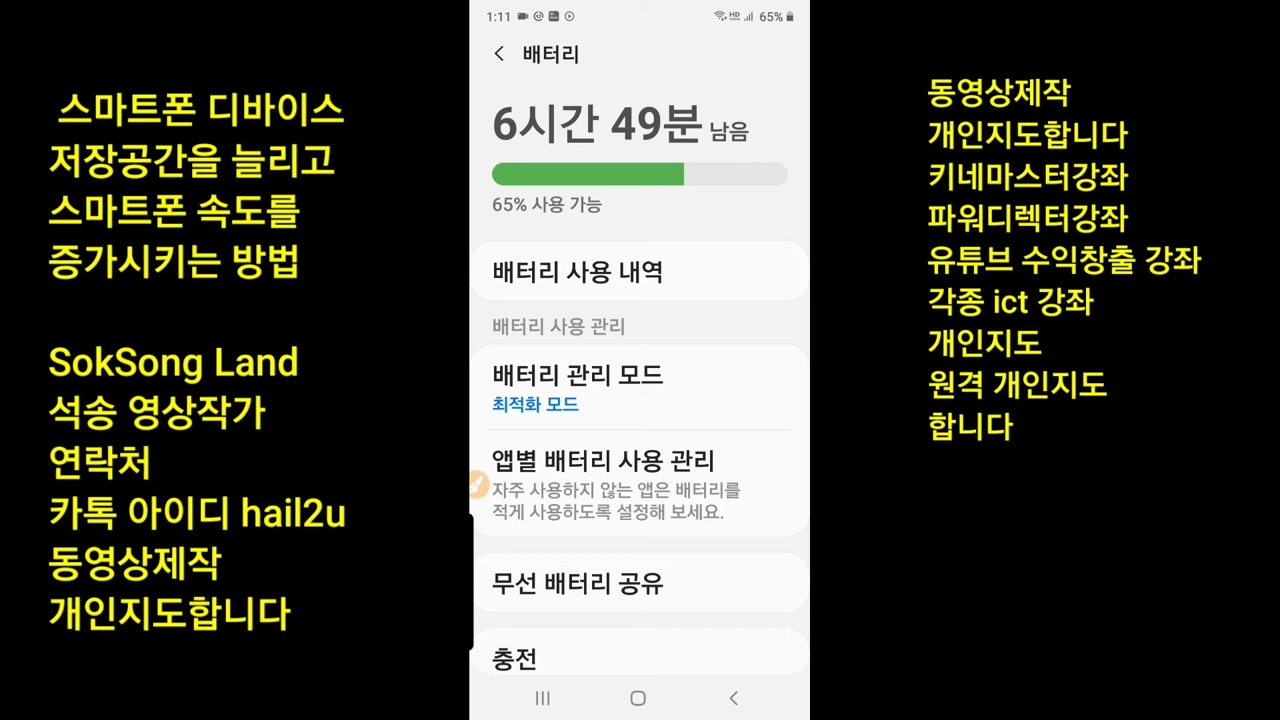 스마트폰 디바이스
저장공간을 늘리고
스마트폰 속도를
증가시키는 방법
SokSong Land
석송 영상작가
연락처
카톡 아이디 hail2u
동영상제작
개인지도합니다
1:11
65%
배터리
6시간 49분 남음
65% 사용 가능
배터리 사용 내역
배터리 사용 관리
배터리 관리 모드
최적화 모드
앱별 배터리 사용 관리
자주 사용하지 않는 앱은 배터리를
적게 사용하도록 설정해 보세요.
무선 배터리 공유
충전
동영상제작
개인지도합니다
키네마스터강좌
파워디렉터강좌
유튜브 수익창출 강좌
각종 ict 강좌
개인지도
원격 개인지도
합니다